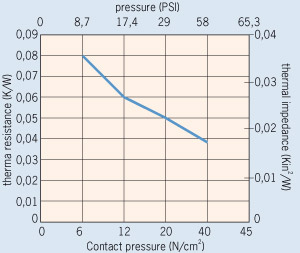 pressure (PSI)
0 8,7 17,4 29 58 65,3
0,09
0,08
0,07
0,06
0,05
0,04
0,03
0,02
0,01
0
therma resistance (K/W)
0,04
0,03
0,02
0,01
0
thermal impedance (Kin²/W)
0 6 12 20 40 45
Contact pressure (N/cm²)